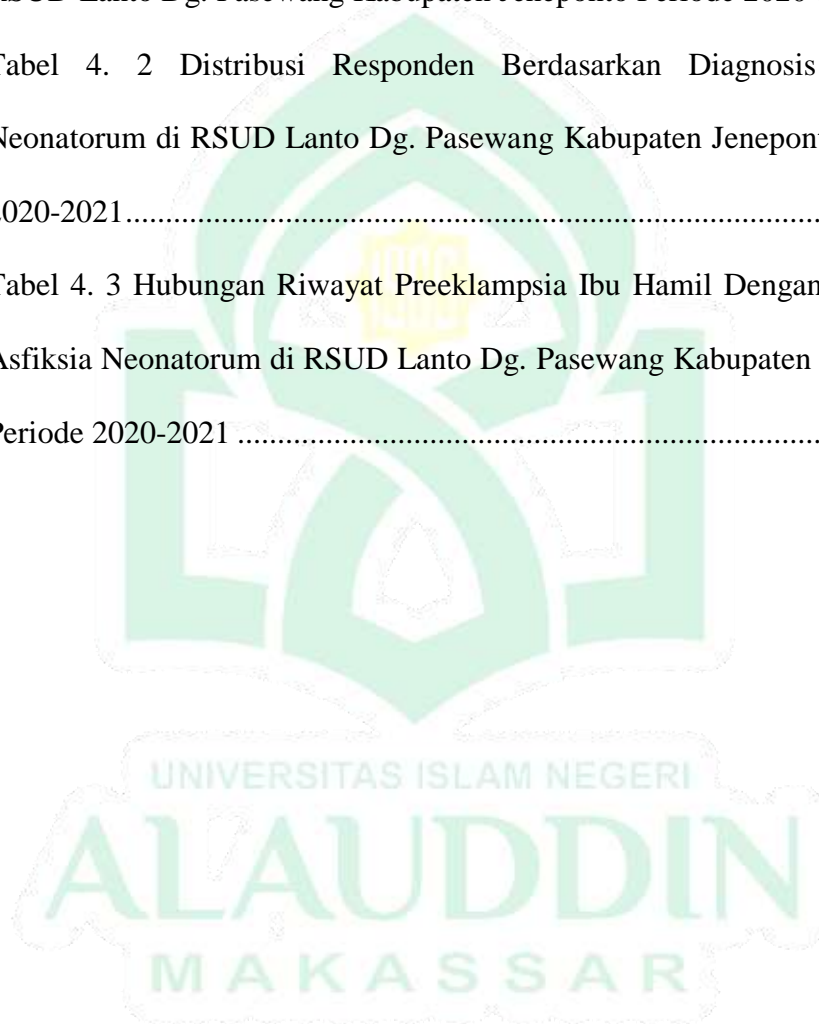 RSUD Lanto Dg. Pasewang Kabupaten Jeneponto Periode 2020
Tabel 4. 2 Distribusi Responden Berdasarkan Diagnosis
Neonatorum di RSUD Lanto Dg. Pasewang Kabupaten Jenepont
2020-2021....................................................................................
Tabel 4. 3 Hubungan Riwayat Preeklampsia Ibu Hamil Dengan
Asfiksia Neonatorum di RSUD Lanto Dg. Pasewang Kabupaten
Periode 2020-2021 .......................................................................
UNIVERSITAS ISLAM NEGERI
ALAUDDIN
MAKASSAR